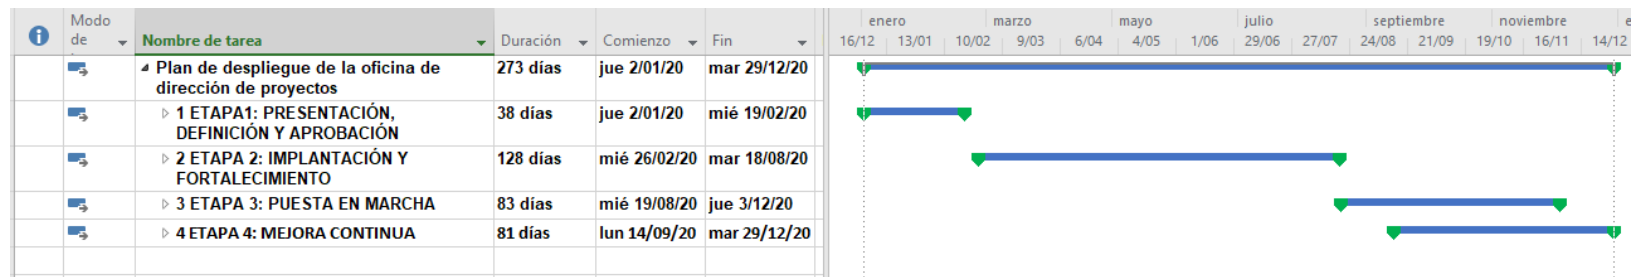 Modo
de
Nombre de tarea
Duración
Comienzo
Fin
enero marzo mayo julio septiembre noviembre e
16/12 13/01 10/02 9/03 6/04 4/05 1/06 29/06 27/07 24/08 21/09 19/10 16/11 14/12
Plan de despliegue de la oficina de 273 días jue 2/01/20 mar 29/12/20
dirección de proyectos
1 ETAPA1: PRESENTACIÓN, 38 días jue 2/01/20 mié 19/02/20
DEFINICIÓN Y APROBACIÓN
2 ETAPA 2: IMPLANTACIÓN Y 128 días mié 26/02/20 mar 18/08/20
FORTALECIMIENTO
3 ETAPA 3: PUESTA EN MARCHA 83 días mié 19/08/20 jue 3/12/20
4 ETAPA 4: MEJORA CONTINUA 81 días lun 14/09/20 mar 29/12/20